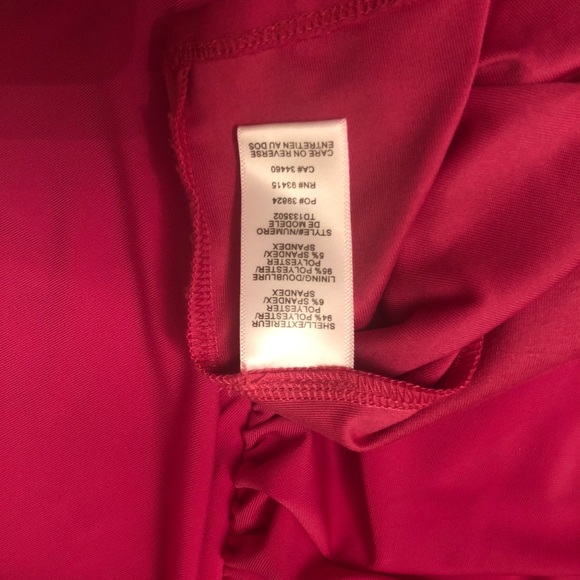 SHELL/EXTERIEUR
94% POLYESTER/
POLYESTER
6% SPANDEX/
SPANDEX
LINING/DOUBLURE
95% POLYESTER/
POLYESTER
5% SPANDEX/
SPANDEX
STYLE#/NUMERO
DE MODELE
TD133502
PO# 39824
RN# 93415
CA# 34460
CARE ON REVERSE
ENTRETIEN AU DOS